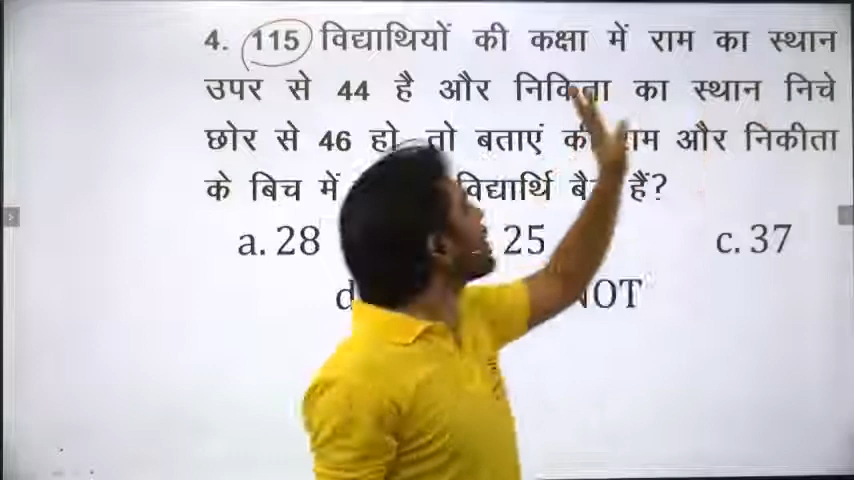 4. 115 विद्यार्थियों की कक्षा में राम का स्थान
उपर से 44 है और निकिता का स्थान निचे
छोर से 46 हो, तो बताएं की राम और निकीता
के बिच में विद्यार्थि हैं?
a. 28 25 c. 37
d NOT